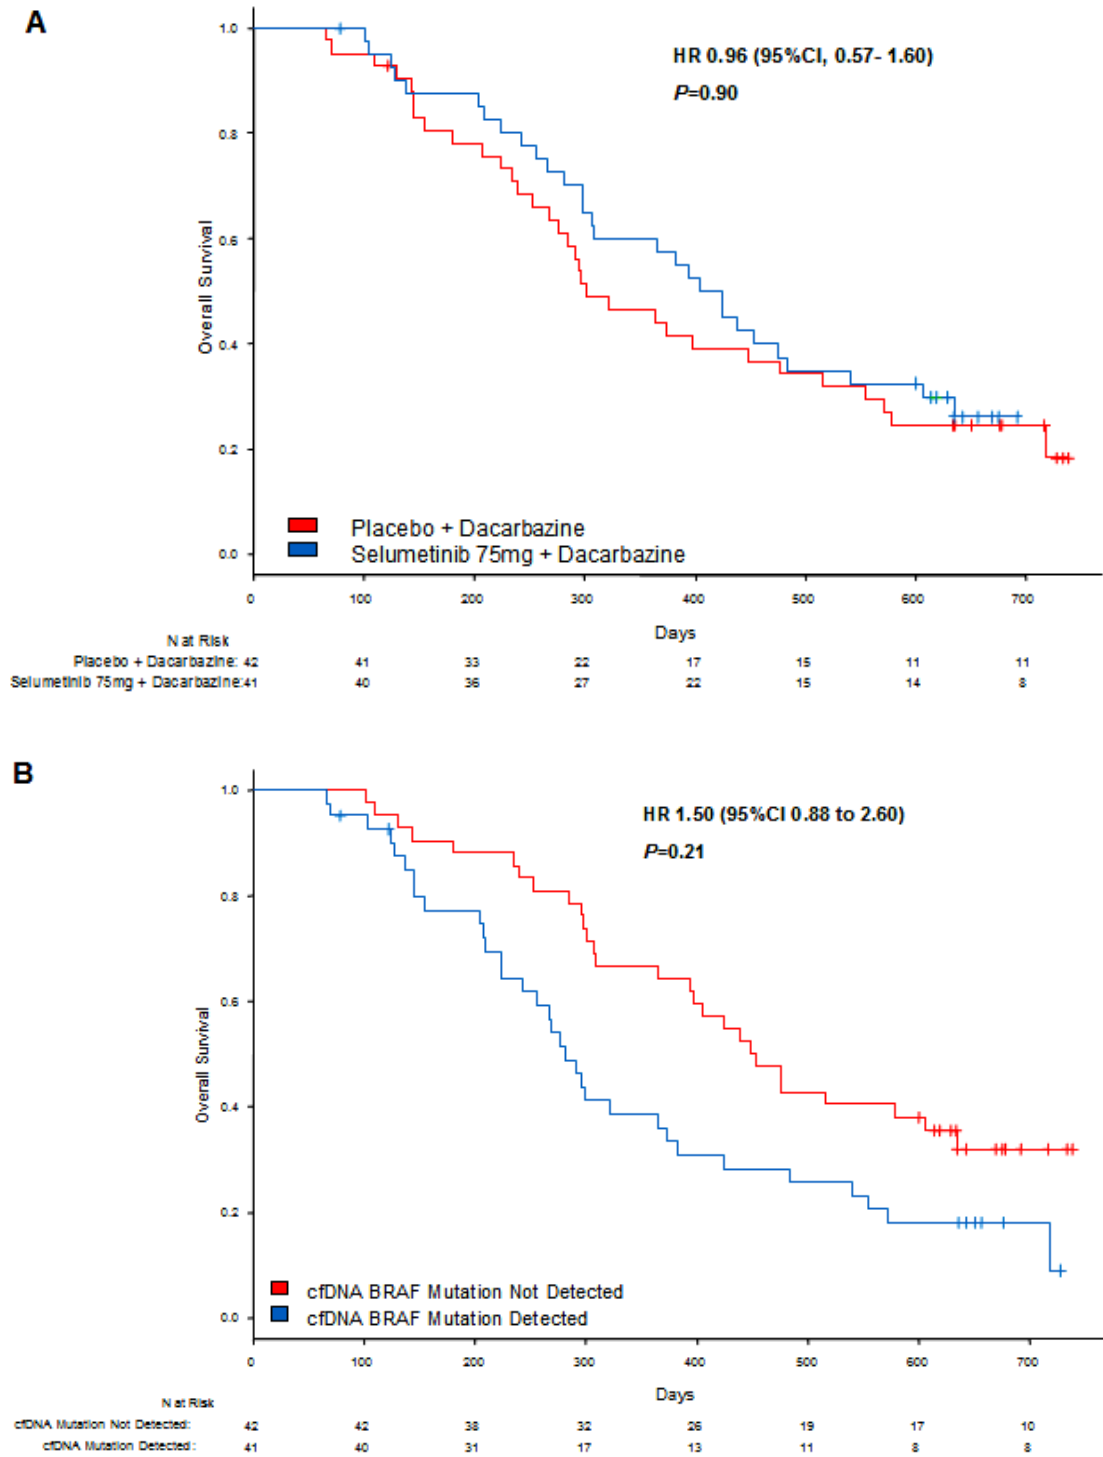 A
1.0
0.8
0.6
0.4
0.2
0.0
Overall Survival
HR 0.96 (95%CI, 0.57- 1.60)
P=0.90
Placebo + Dacarbazine
Selumetinib 75mg + Dacarbazine
0 100 200 300 400 500 600 700
Days
N at Risk
Placebo + Dacarbazine: 42 41 33 22 17 15 11 11
Selumetinib 75mg + Dacarbazine:41 40 36 27 22 15 14 8
B
1.0
0.8
0.6
0.4
0.2
0.0
Overall Survival
HR 1.50 (95%CI 0.88 to 2.60)
P=0.21
cfDNA BRAF Mutation Not Detected
cfDNA BRAF Mutation Detected
0 100 200 300 400 500 600 700
Days
N at Risk
cfDNA Mutation Not Detected: 42 42 38 32 26 19 17 10
cfDNA Mutation Detected: 41 40 31 17 13 11 8 8